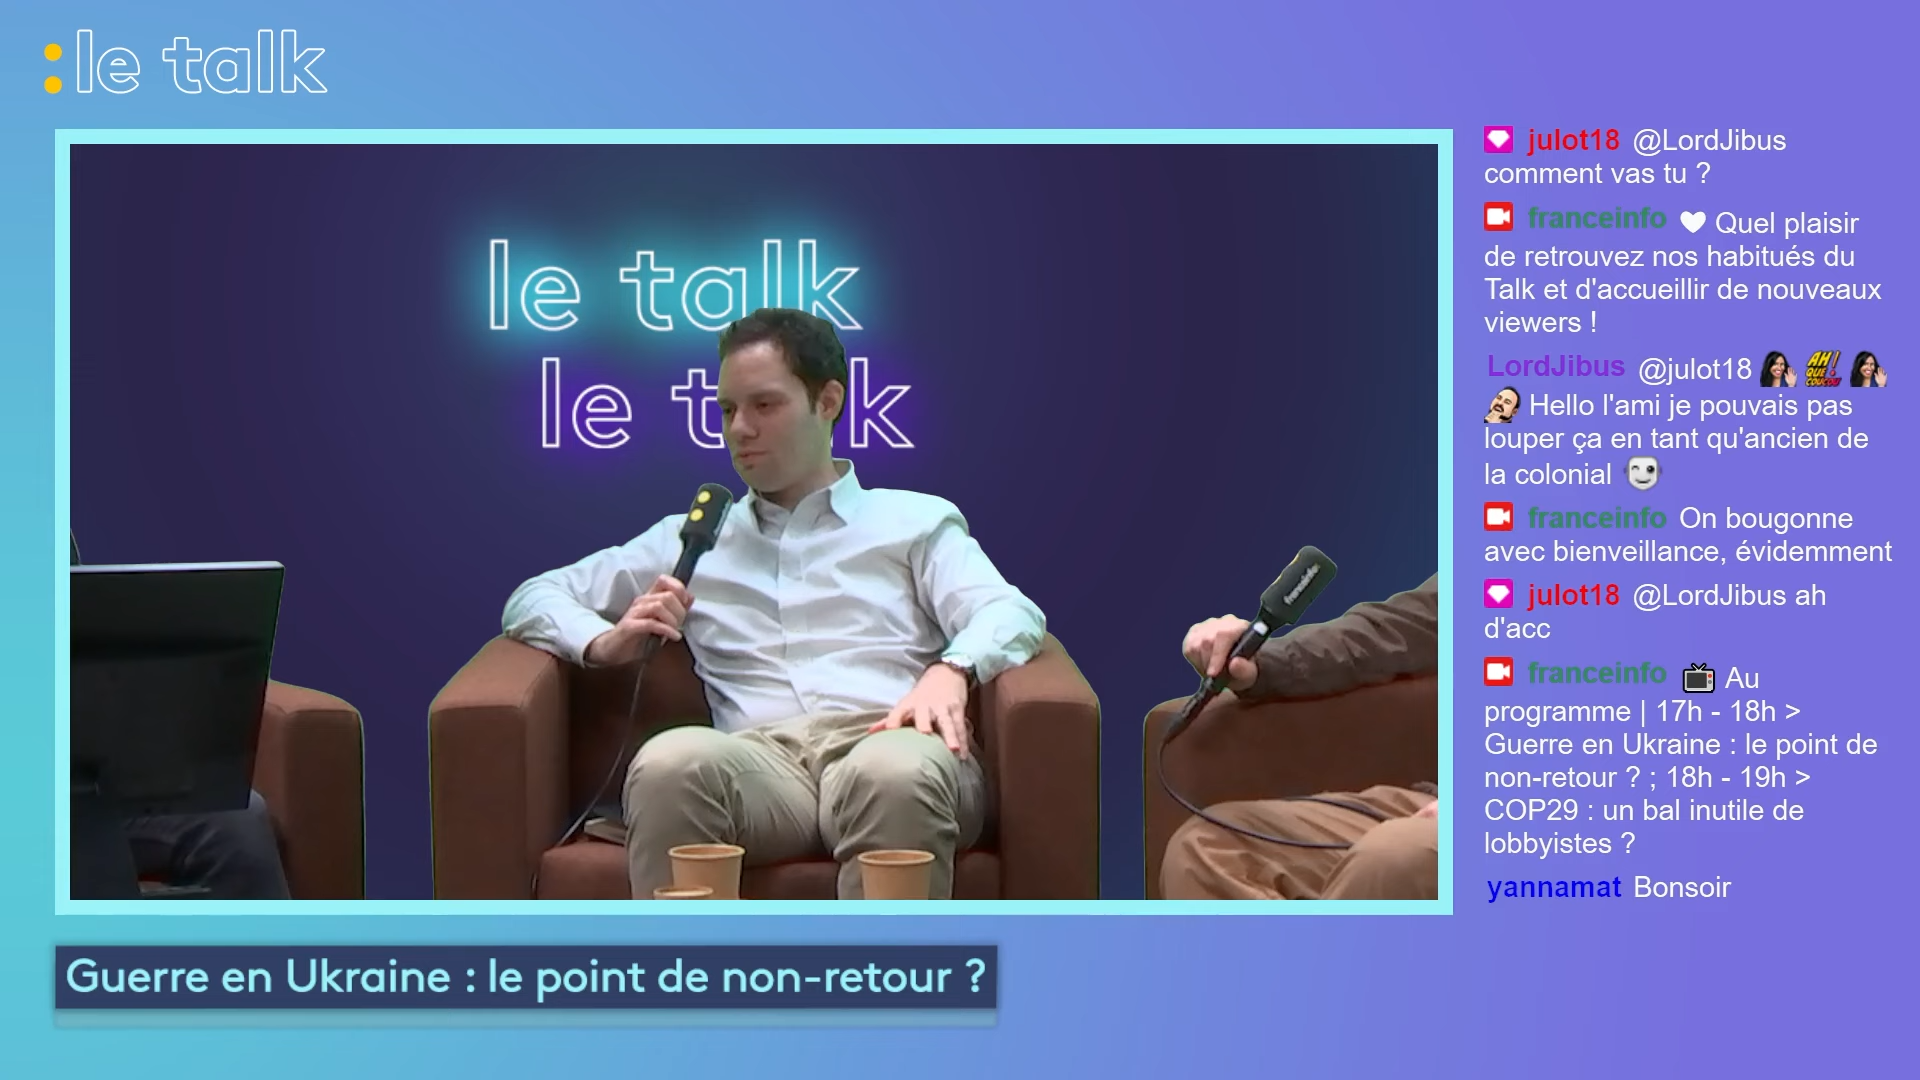 :le talk
le talk
le t k
franceinfo
julot18 @LordJibus
comment vas tu ?
franceinfo Quel plaisir
de retrouvez nos habitués du
Talk et d'accueillir de nouveaux
viewers !
LordJibus @julot18 AH! QUE COUCOU
Hello l'ami je pouvais pas
louper ça en tant qu'ancien de
la colonial
franceinfo On bougonne
avec bienveillance, évidemment
julot18 @LordJibus ah
d'acc
franceinfo Au
programme | 17h - 18h >
Guerre en Ukraine : le point de
non-retour ? ; 18h - 19h >
COP29 : un bal inutile de
lobbyistes ?
yannamat Bonsoir
Guerre en Ukraine : le point de non-retour ?